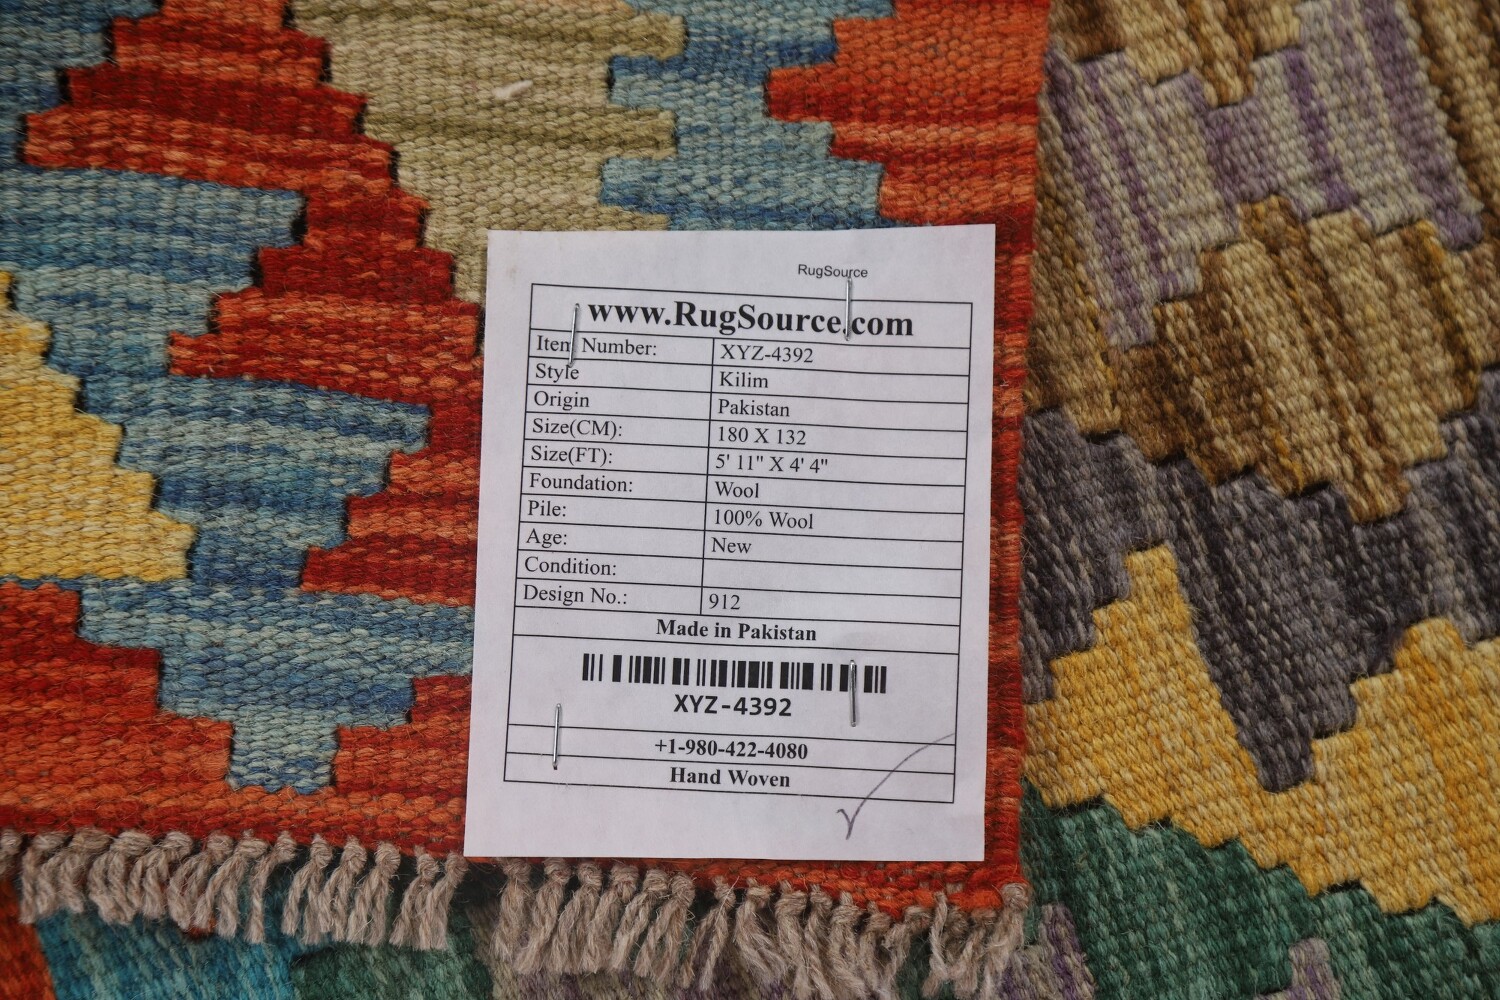 RugSource
www.RugSource.com
Item Number: XYZ-4392
Style Kilim
Origin Pakistan
Size(CM): 180 X 132
Size(FT): 5' 11" X 4' 4"
Foundation: Wool
Pile: 100% Wool
Age: New
Condition:
Design No.: 912
Made in Pakistan
XYZ-4392
+1-980-422-4080
Hand Woven